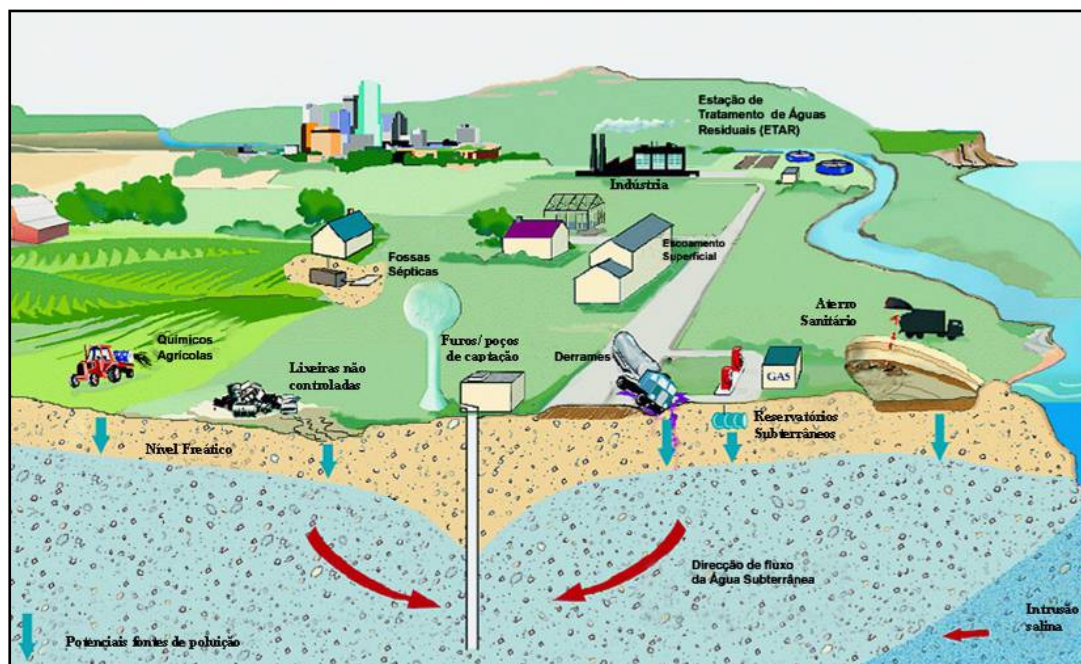 Estação de
Tratamento de Águas
Residuais (ETAR)
Indústria
Escoamento
Superficial
Fossas
Sépticas
Aterro
Sanitário
Químicos
Agrícolas
Furos/ poços
de captação
Derrames
Lixeiras não
controladas
GAS
Reservatórios
Subterrâneos
Nível Freático
Direcção de fluxo
da Água Subterrânea
Intrusão
salina
Potenciais fontes de poluição